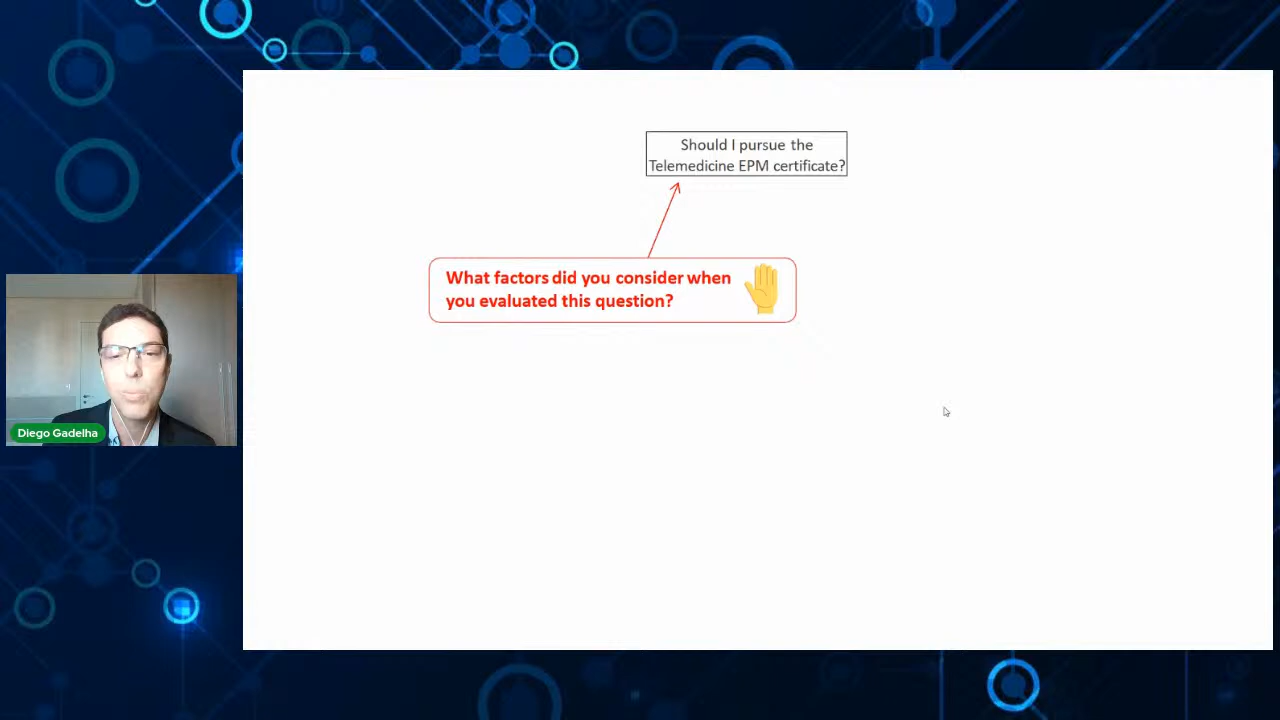 Should I pursue the
Telemedicine EPM certificate?
What factors did you consider when
you evaluated this question?
Diego Gadelha